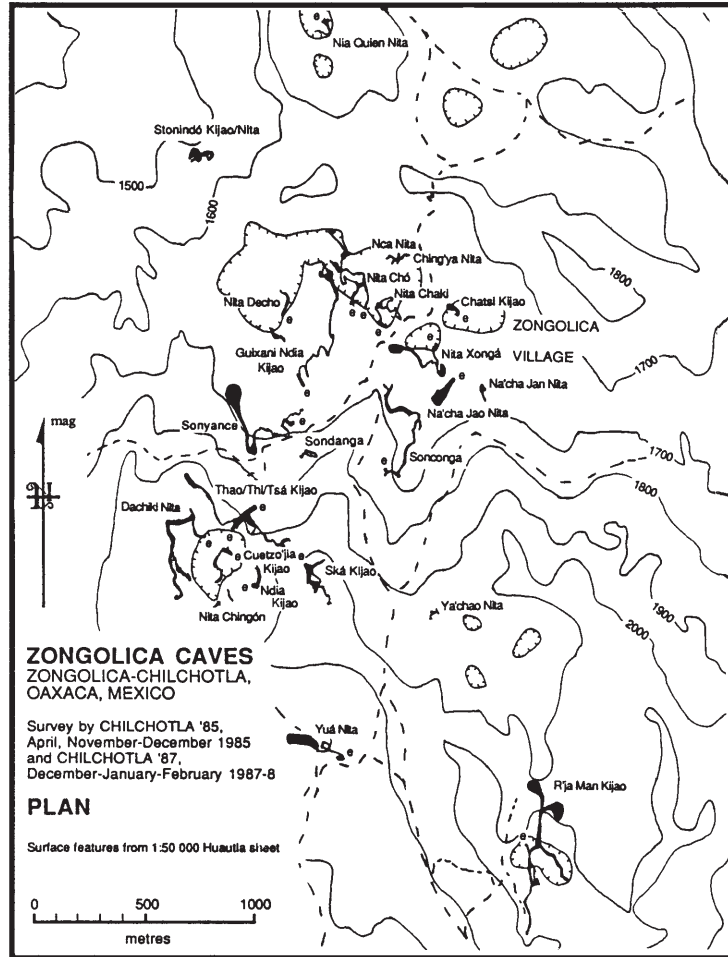 Nia Quien Nita
Stonindó Kijao/Nita
1500
1600
Nca Nita
Ching'ya Nita
Nita Chó
1800
Nita Decho
Nita Chaki
Chatsi Kijao
e
e
e
e
e
e
ZONGOLICA
VILLAGE
Guixani Ndia
Kijao
Nita Xongá
1700
e
e
Na'cha Jan Nita
Na'cha Jao Nita
mag
Sonyance
e
Sondanga
Sonconga
e
1700
1800
Thao/Thi/Tsá Kijao
Dachiki Nita
e
e
e
e
Cuetzo'jia
Kijao
e
Ská Kijao
e
Ndia
Kijao
Nita Chingón
Ya'chao Nita
1900
2000
ZONGOLICA CAVES
ZONGOLICA-CHILCHOTLA,
OAXACA, MEXICO
Survey by CHILCHOTLA '85,
April, November-December 1985
and CHILCHOTLA '87,
December-January-February 1987-8
Yuá Nita
e
R'ja Man Kijao
e
PLAN
Surface features from 1:50 000 Huautla sheet
0 500 1000
metres